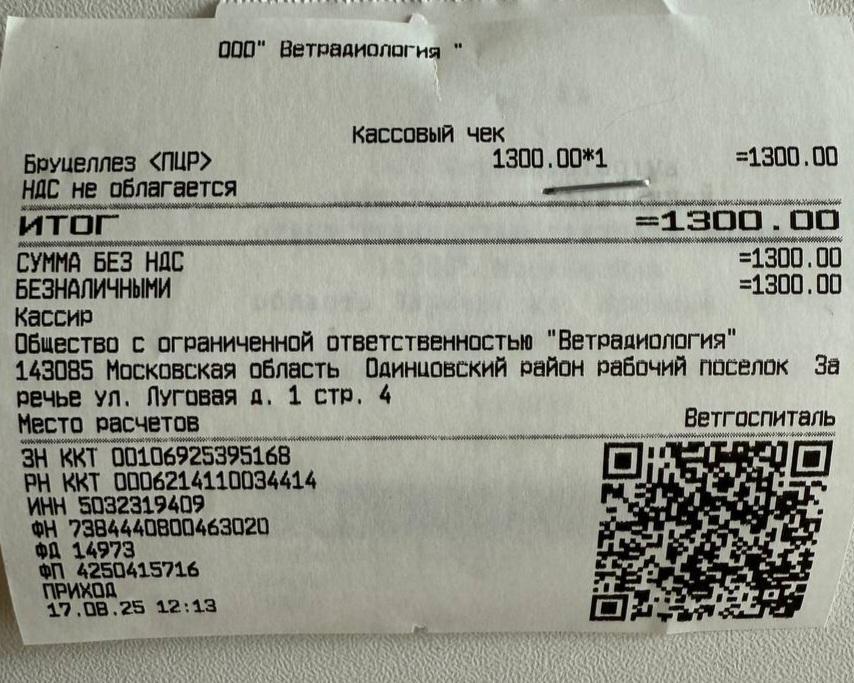 ООО" Ветрадиология "
Кассовый чек
Бруцеллез <ПЦР> 1300.00*1 =1300.00
НДС не облагается
ИТОГ =1300.00
СУММА БЕЗ НДС =1300.00
БЕЗНАЛИЧНЫМИ =1300.00
Кассир
Общество с ограниченной ответственностью "Ветрадиология"
143085 Московская область Одинцовский район рабочий поселок За
речье ул. Луговая д. 1 стр. 4
Место расчетов Ветгоспиталь
ЗН ККТ 00106925395168
РН ККТ 0006214110034414
ИНН 5032319409
ФН 7384440800463020
ФД 14973
ФП 4250415716
ПРИХОД
17.08.25 12:13